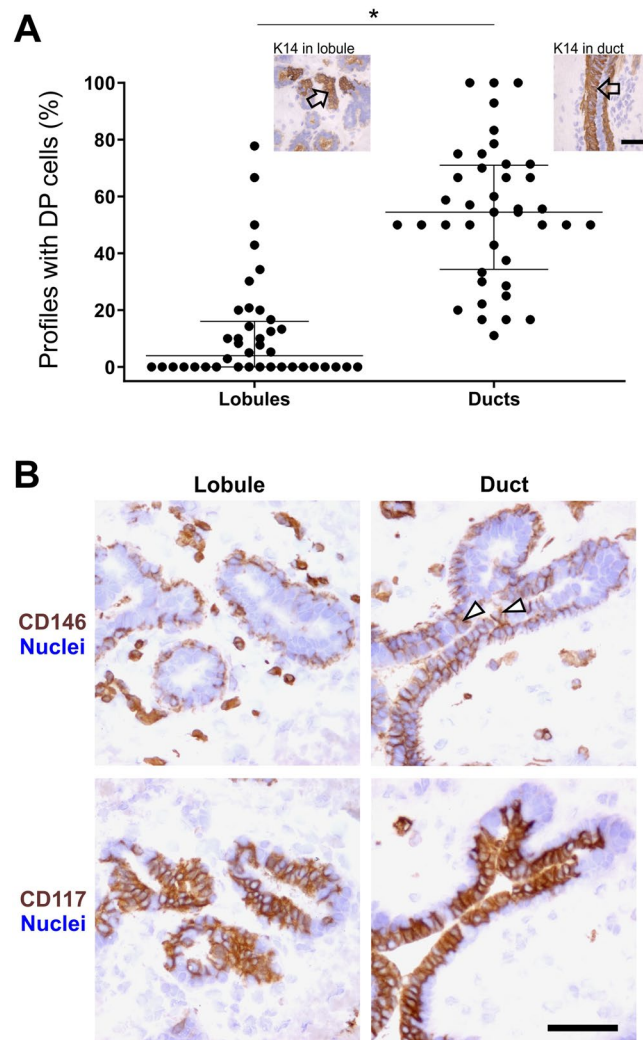 A
*
K14 in lobule
K14 in duct
Profiles with DP cells (%)
100
80
60
40
20
0
Lobules
Ducts
B
Lobule
Duct
CD146
Nuclei
CD117
Nuclei